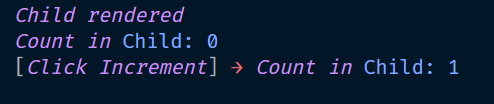 Child rendered
Count in Child: 0
[Click Increment] → Count in Child: 1